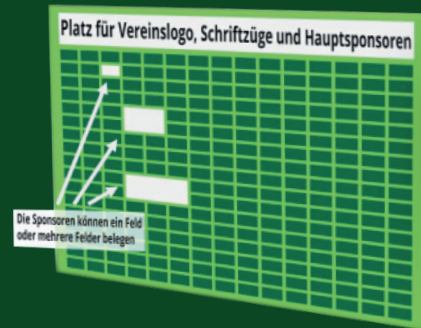 Platz für Vereinslogo, Schriftzüge und Hauptsponsoren
Die Sponsoren können ein Feld
oder mehrere Felder belegen